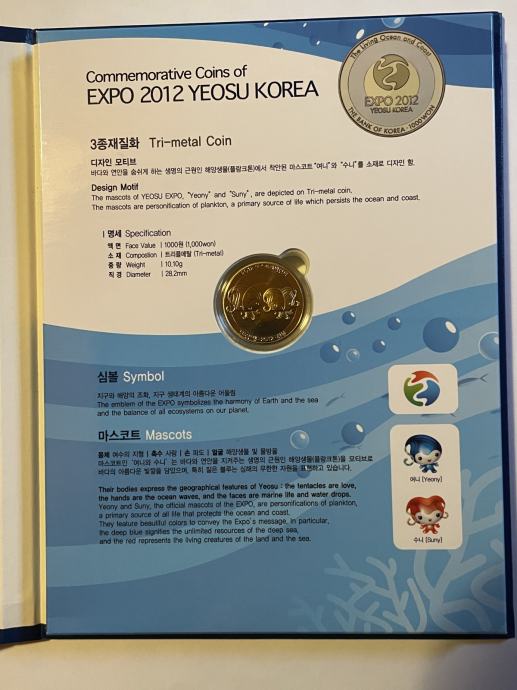 Commemorative Coins of
EXPO 2012 YEOSU KOREA
The Living Ocean and Coast
EXPO 2012
YEOSU KOREA
THE BANK OF KOREA · 1000 WON
3종재질화 Tri-metal Coin
디자인 모티브
바다와 연안을 숨쉬게 하는 생명의 근원인 해양생물(플랑크톤)에서 착안된 마스코트 "여니"와 "수니"를 소재로 디자인 함.
Design Motif
The mascots of YEOSU EXPO, "Yeony" and "Suny", are depicted on Tri-metal coin.
The mascots are personification of plankton, a primary source of life which persists the ocean and coast.
| 명세 Specification
액 면 Face Value | 1000원 (1,000won)
소 재 Composition | 트리플메탈 (Tri-metal)
중 량 Weight | 10.10g
직 경 Diameter | 28.2mm
심볼 Symbol
지구와 해양의 조화, 지구 생태계의 아름다운 어울림
The emblem of the EXPO symbolizes the harmony of Earth and the sea
and the balance of all ecosystems on our planet.
마스코트 Mascots
몸체 여수의 지형 | 촉수 사랑 | 손 파도 | 얼굴 해양생물 및 물방울
마스코트인 '여니와 수니'는 바다와 연안을 지켜주는 생명의 근원인 해양생물(플랑크톤)을 모티브로
바다의 아름다운 빛깔을 담았으며, 특히 짙은 블루는 심해의 무한한 자원을 표현하고 있습니다.
Their bodies express the geographical features of Yeosu : the tentacles are love,
the hands are the ocean waves, and the faces are marine life and water drops.
Yeony and Suny, the official mascots of the EXPO, are personifications of plankton,
a primary source of all life that protects the ocean and coast.
They feature beautiful colors to convey the Expo's message, in particular,
the deep blue signifies the unlimited resources of the deep sea,
and the red represents the living creatures of the land and the sea.
여니 (Yeony)
수니 (Suny)